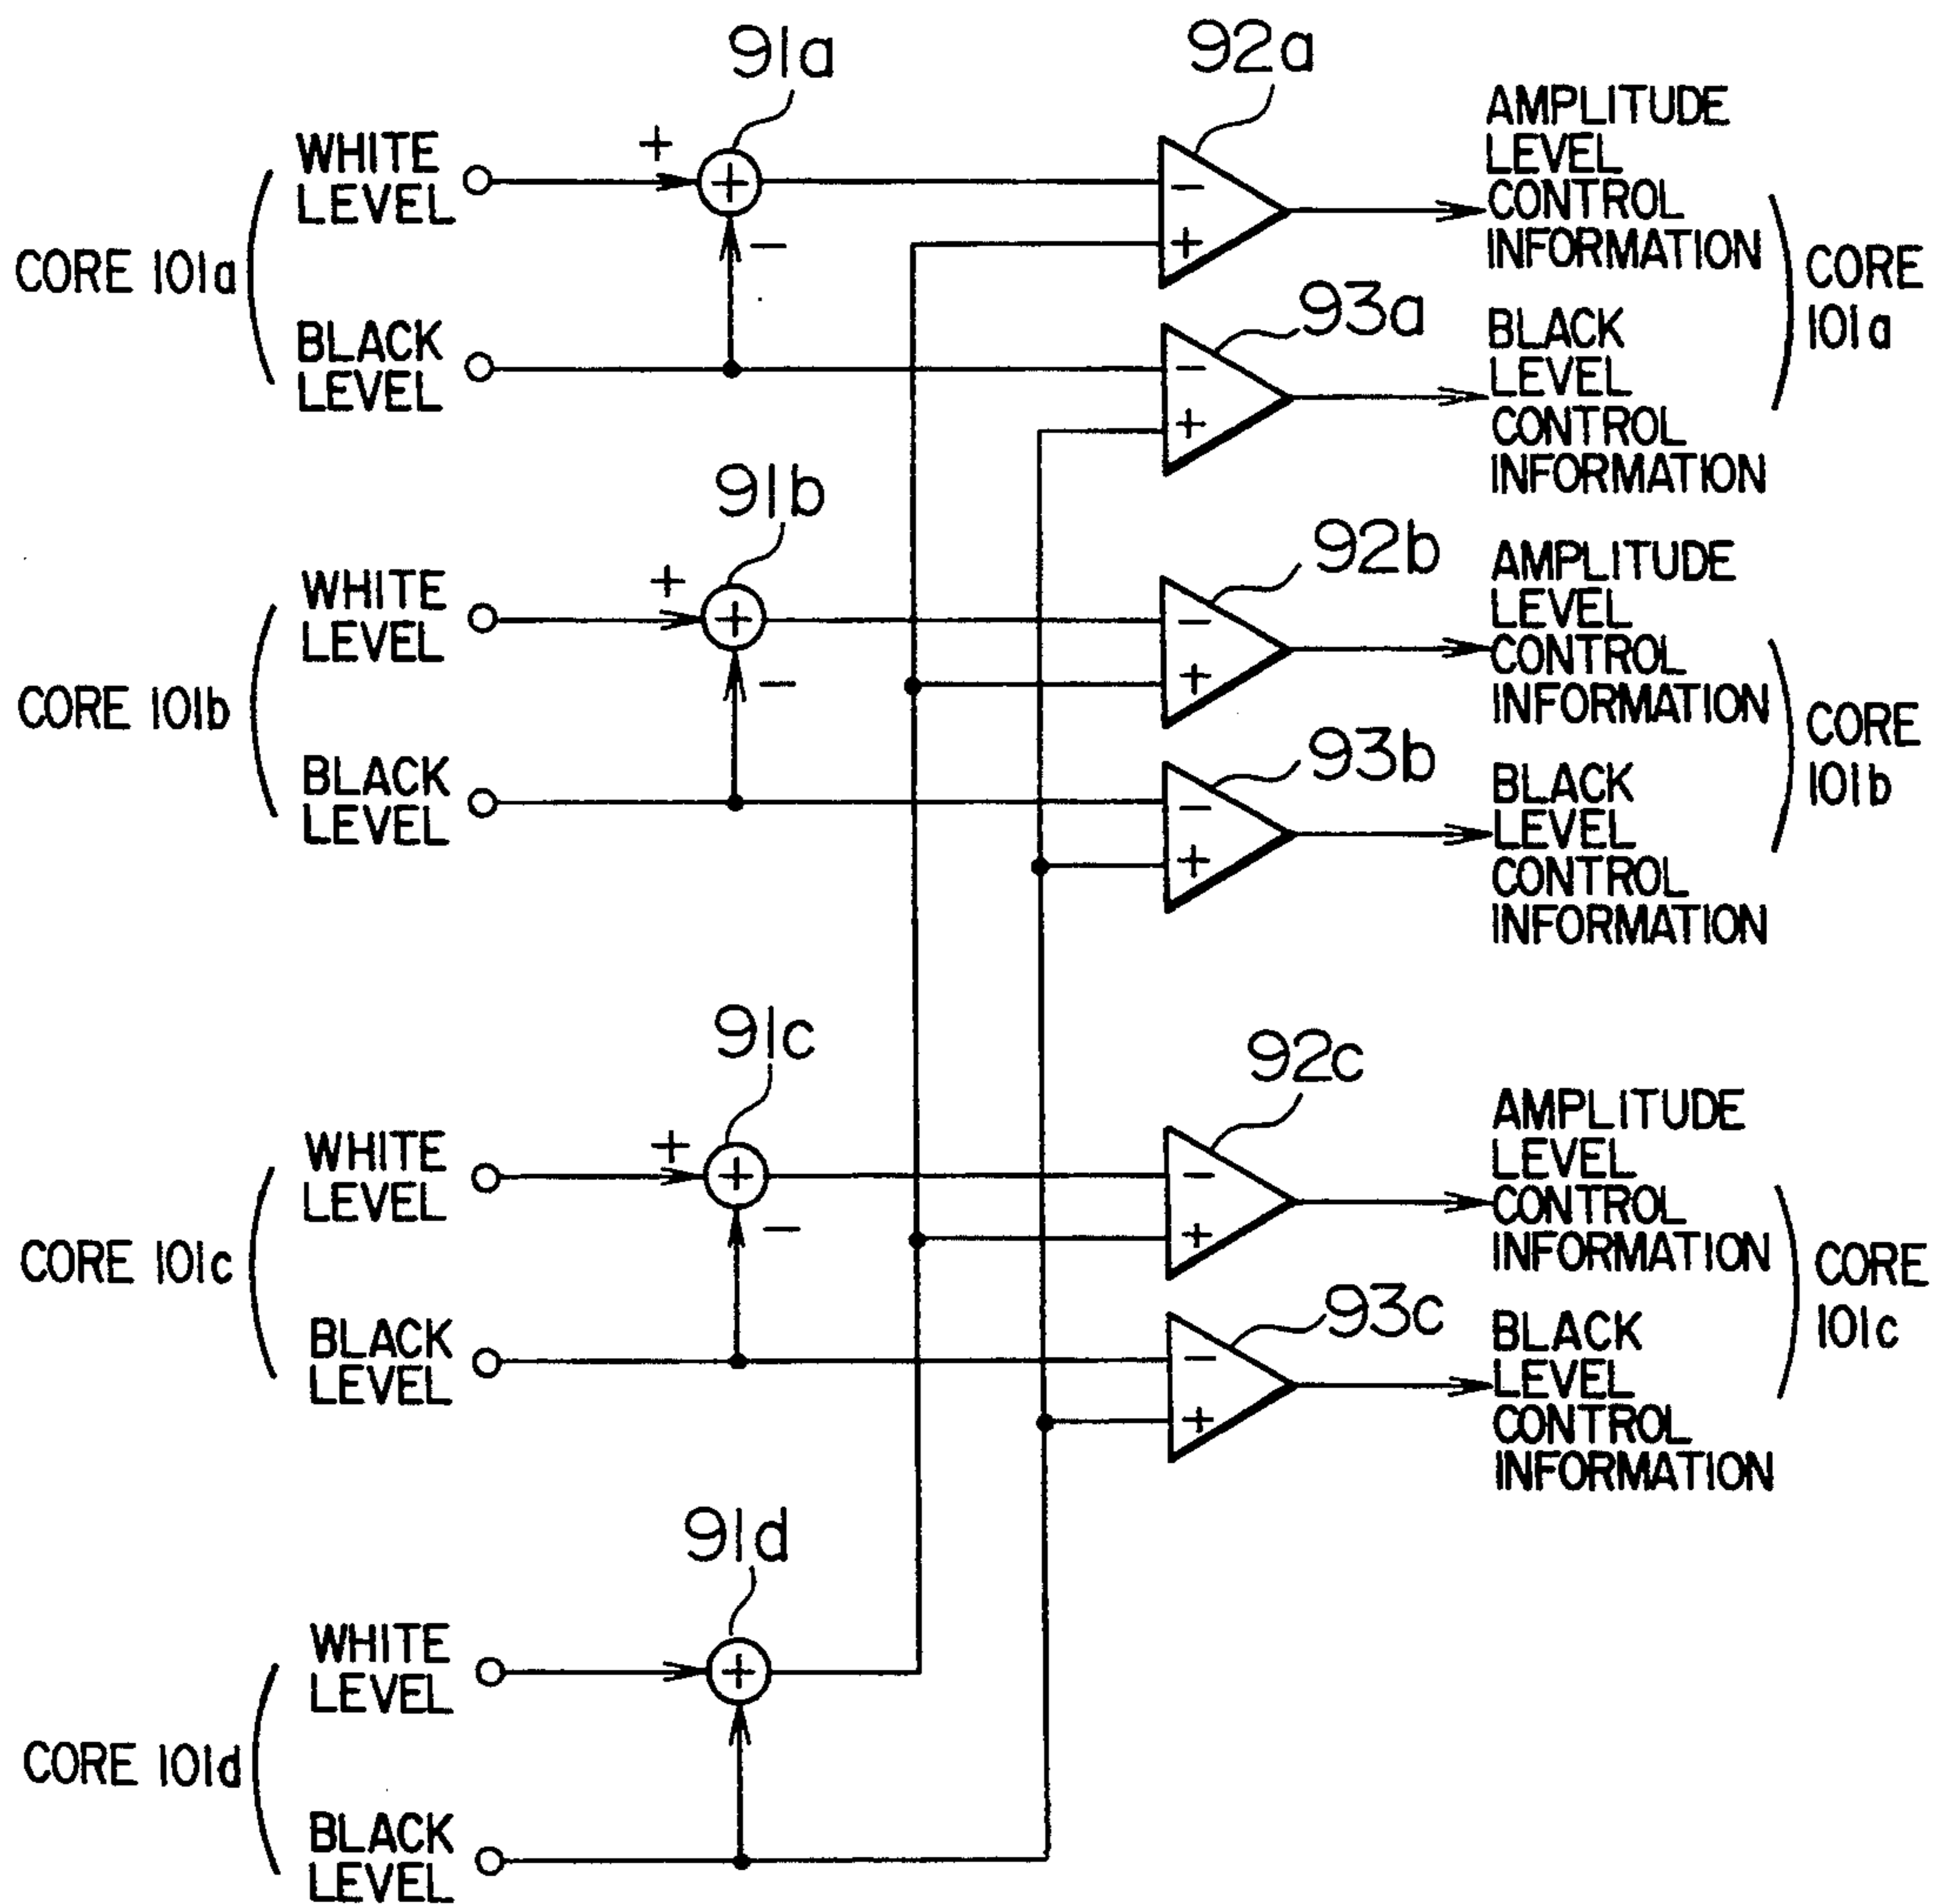 91a
92a
WHITE
LEVEL
+
+
−
−
+
CORE 101a
BLACK
LEVEL
AMPLITUDE
LEVEL
CONTROL
INFORMATION
93a
−
+
BLACK
LEVEL
CONTROL
INFORMATION
CORE
101a
91b
92b
WHITE
LEVEL
+
+
−
−
+
CORE 101b
BLACK
LEVEL
AMPLITUDE
LEVEL
CONTROL
INFORMATION
93b
−
+
BLACK
LEVEL
CONTROL
INFORMATION
CORE
101b
91c
92c
WHITE
LEVEL
+
+
−
−
+
CORE 101c
BLACK
LEVEL
AMPLITUDE
LEVEL
CONTROL
INFORMATION
93c
−
+
BLACK
LEVEL
CONTROL
INFORMATION
CORE
101c
91d
WHITE
LEVEL
+
CORE 101d
BLACK
LEVEL